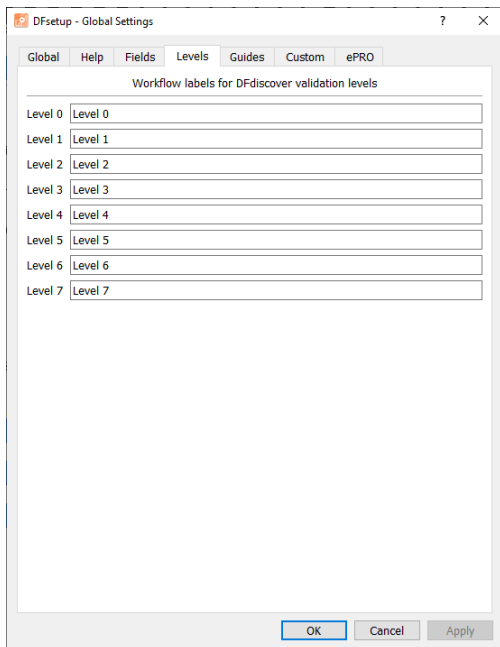 DFsetup - Global Settings ? ×
Global Help Fields Levels Guides Custom ePRO
Workflow labels for DFdiscover validation levels
Level 0 Level 0
Level 1 Level 1
Level 2 Level 2
Level 3 Level 3
Level 4 Level 4
Level 5 Level 5
Level 6 Level 6
Level 7 Level 7
OK Cancel Apply